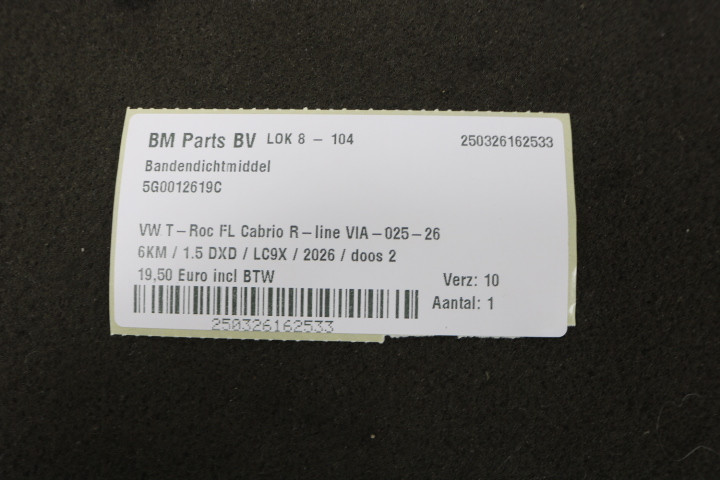 BM Parts BV LOK 8 - 104 250326162533
Bandendichtmiddel
5G0012619C
VW T-Roc FL Cabrio R-line VIA-025-26
6KM / 1.5 DXD / LC9X / 2026 / doos 2
19,50 Euro incl BTW Verz: 10
Aantal: 1
250326162533